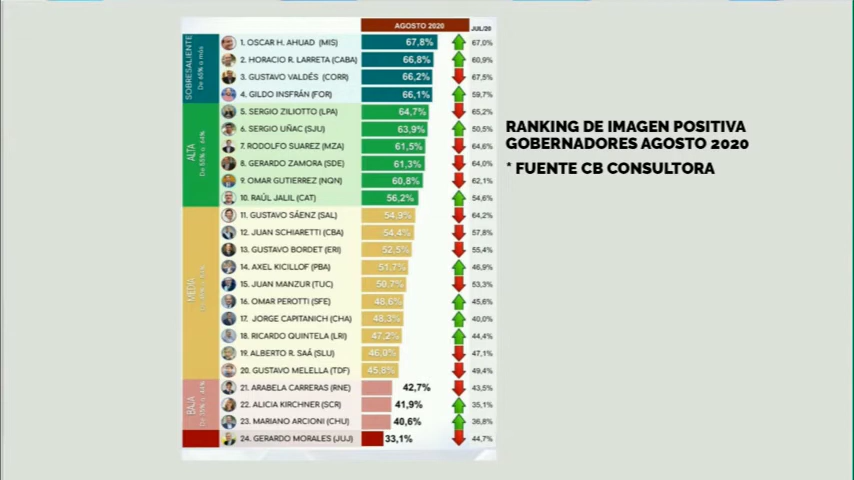 AGOSTO 2020 JUL/20
SOBRESALIENTE
De 65% o más
1. OSCAR H. AHUAD (MIS) 67,8% 67,0%
2. HORACIO R. LARRETA (CABA) 66,8% 60,9%
3. GUSTAVO VALDÉS (CORR) 66,2% 67,5%
4. GILDO INSFRÁN (FOR) 66,1% 59,7%
ALTA
5. SERGIO ZILIOTTO (LPA) 64,7% 65,2%
6. SERGIO UÑAC (SJU) 63,9% 50,5%
7. RODOLFO SUAREZ (MZA) 61,5% 64,6%
8. GERARDO ZAMORA (SDE) 61,3% 64,0%
9. OMAR GUTIERREZ (NQN) 60,8% 62,1%
10. RAÚL JALIL (CAT) 56,2% 54,6%
MEDIA
11. GUSTAVO SÁENZ (SAL) 54,9% 64,2%
12. JUAN SCHIARETTI (CBA) 54,4% 57,8%
13. GUSTAVO BORDET (ERI) 52,5% 55,4%
14. AXEL KICILLOF (PBA) 51,7% 46,9%
15. JUAN MANZUR (TUC) 50,7% 53,3%
16. OMAR PEROTTI (SFE) 48,6% 45,6%
17. JORGE CAPITANICH (CHA) 48,3% 40,0%
18. RICARDO QUINTELA (LRI) 47,2% 44,4%
19. ALBERTO R. SAÁ (SLU) 46,0% 47,1%
20. GUSTAVO MELELLA (TDF) 45,8% 49,4%
BAJA
21. ARABELA CARRERAS (RNE) 42,7% 43,5%
22. ALICIA KIRCHNER (SCR) 41,9% 35,1%
23. MARIANO ARCIONI (CHU) 40,6% 36,8%
24. GERARDO MORALES (JUJ) 33,1% 44,7%
RANKING DE IMAGEN POSITIVA
GOBERNADORES AGOSTO 2020
* FUENTE CB CONSULTORA